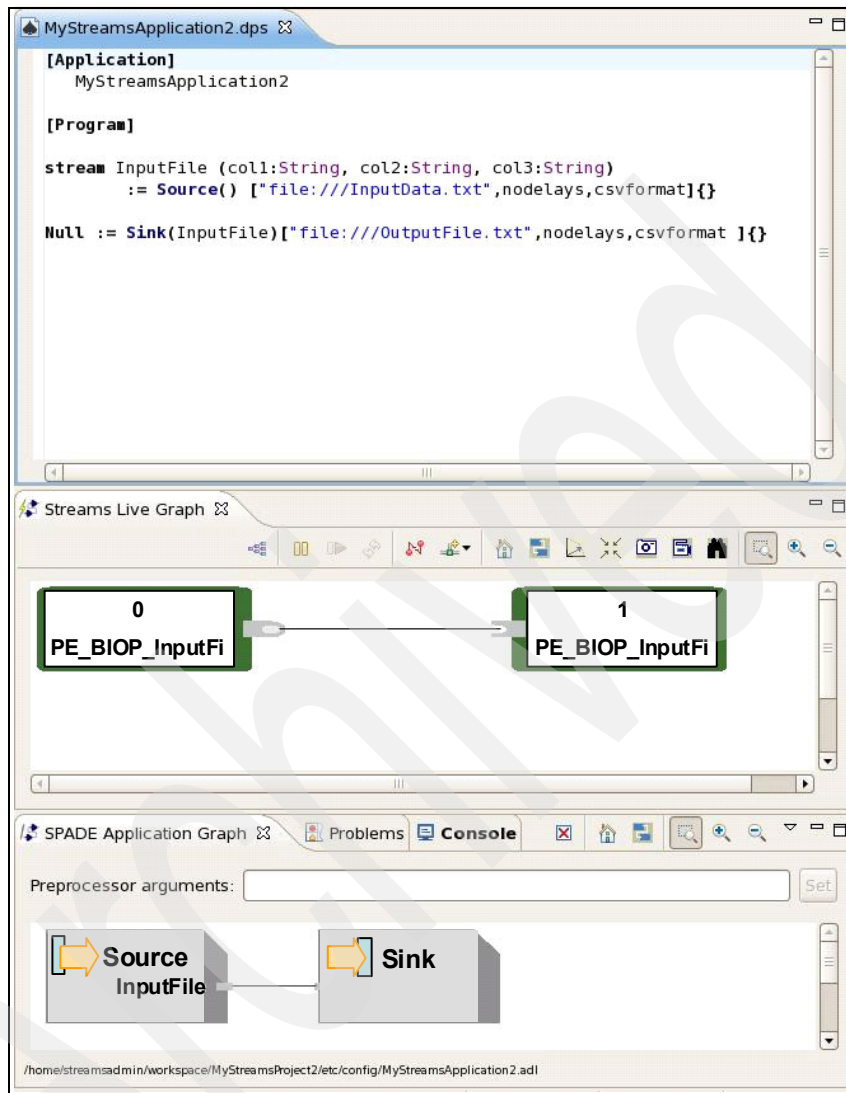 MyStreamsApplication2.dps
[Application]
MyStreamsApplication2
[Program]
stream InputFile (col1:String, col2:String, col3:String)
:= Source() ["file:///InputData.txt",nodelays,csvformat]{}
Null := Sink(InputFile)["file:///OutputFile.txt",nodelays,csvformat ]{}
Streams Live Graph
0
PE_BIOP_InputFi
1
PE_BIOP_InputFi
SPADE Application Graph Problems Console
Preprocessor arguments: Set
Source
InputFile
Sink
/home/streamsadmin/workspace/MyStreamsProject2/etc/config/MyStreamsApplication2.adl
Archived